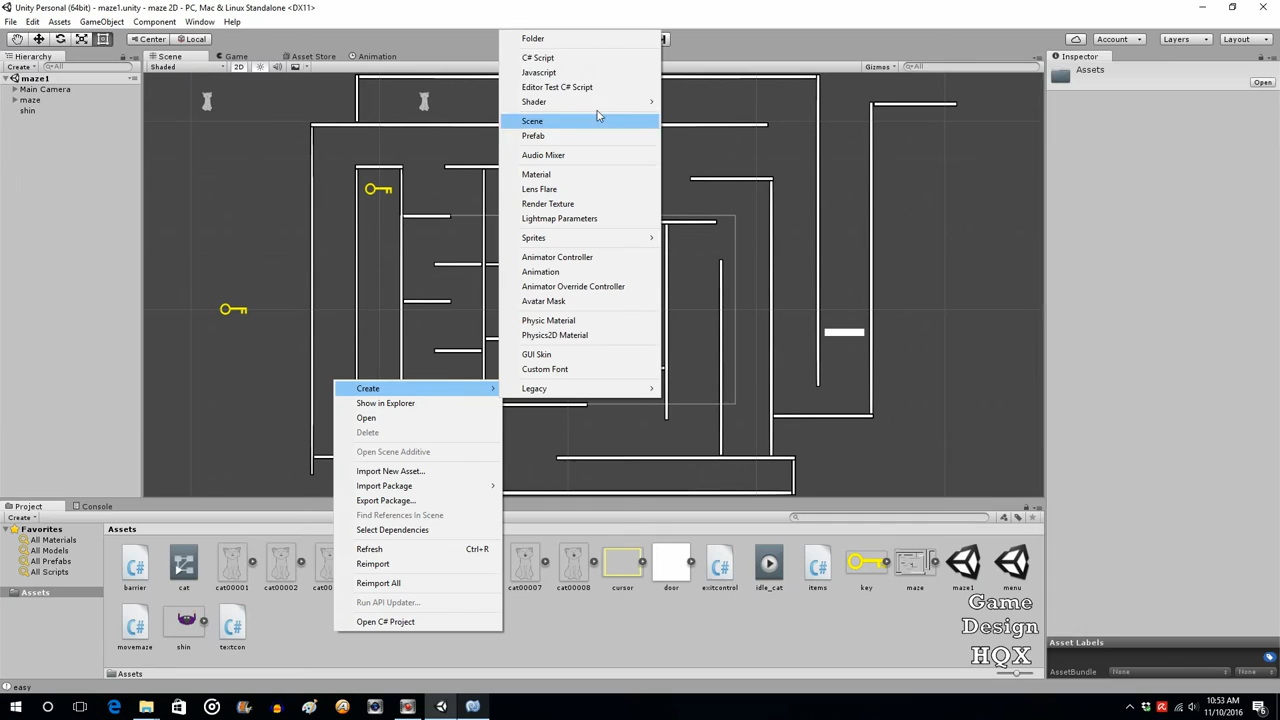 Unity Personal (64bit) - maze1.unity - maze 2D - PC, Mac & Linux Standalone <DX11>
File Edit Assets GameObject Component Window Help
Center Local Account Layers Layout
Hierarchy Scene Game Asset Store Animation Inspector
Create All Shaded 2D Gizmos All Assets
Open
maze1
Main Camera
maze
shin
Folder
C# Script
Javascript
Editor Test C# Script
Shader
Scene
Prefab
Audio Mixer
Material
Lens Flare
Render Texture
Lightmap Parameters
Sprites
Animator Controller
Animation
Animator Override Controller
Avatar Mask
Physic Material
Physics2D Material
GUI Skin
Custom Font
Legacy
Create
Show in Explorer
Open
Delete
Open Scene Additive
Import New Asset...
Import Package
Export Package...
Find References In Scene
Select Dependencies
Refresh Ctrl+R
Reimport
Reimport All
Run API Updater...
Open C# Project
Project Console
Create
Favorites
All Materials
All Models
All Prefabs
All Scripts
Assets
Assets
barrier cat cat00001 cat00002 cat00007 cat00008 cursor door exitcontrol idle_cat items key maze maze1 menu
movemaze shin textcon
Assets
Game
Design
HQX
Asset Labels
AssetBundle None None
easy
10:53 AM
11/10/2016